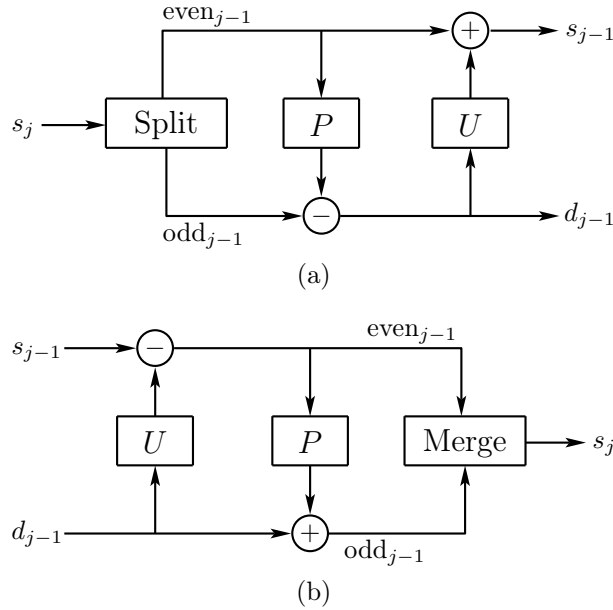 even_{j−1}
+
s_{j−1}
s_j
Split
P
U
−
odd_{j−1}
d_{j−1}
(a)
s_{j−1}
−
even_{j−1}
U
P
Merge
s_j
d_{j−1}
+
odd_{j−1}
(b)